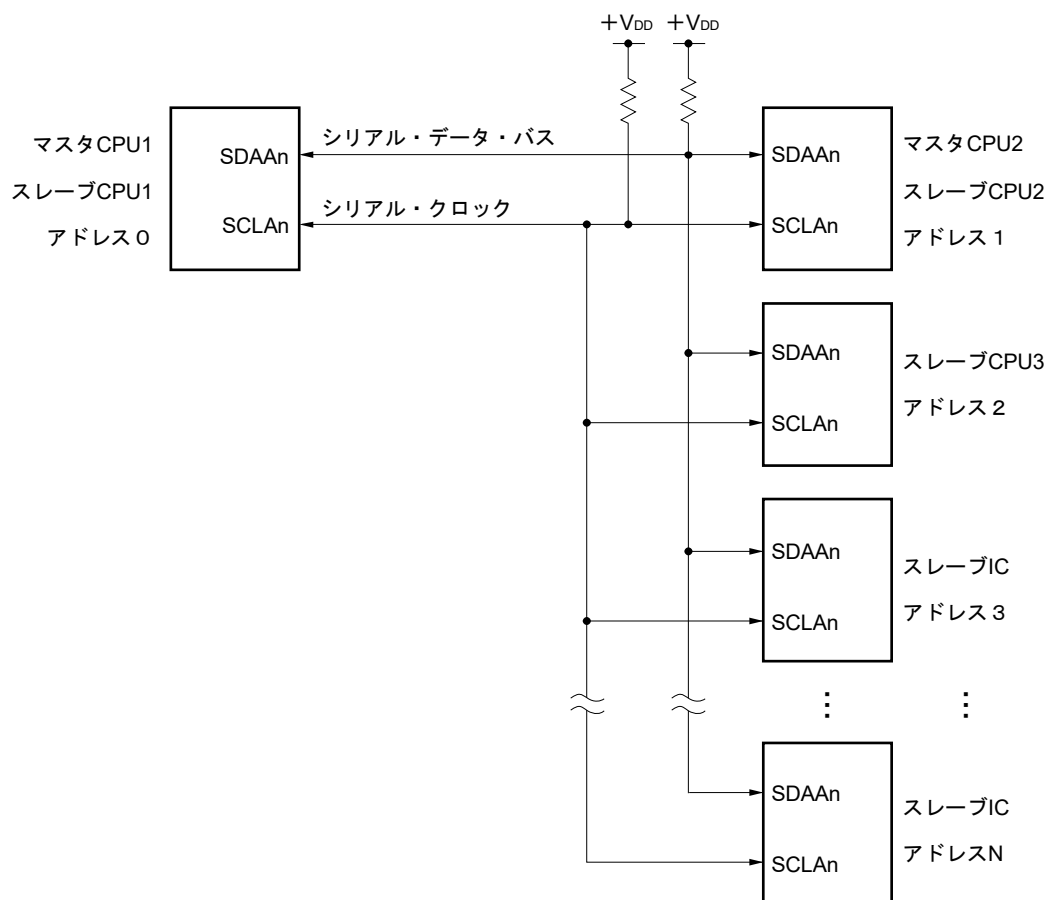 ＋VDD ＋VDD
マスタCPU1
スレーブCPU1
アドレス０
SDAAn
SCLAn
シリアル・データ・バス
シリアル・クロック
SDAAn
SCLAn
マスタCPU2
スレーブCPU2
アドレス１
SDAAn
SCLAn
スレーブCPU3
アドレス２
SDAAn
SCLAn
スレーブIC
アドレス３
SDAAn
SCLAn
スレーブIC
アドレスN